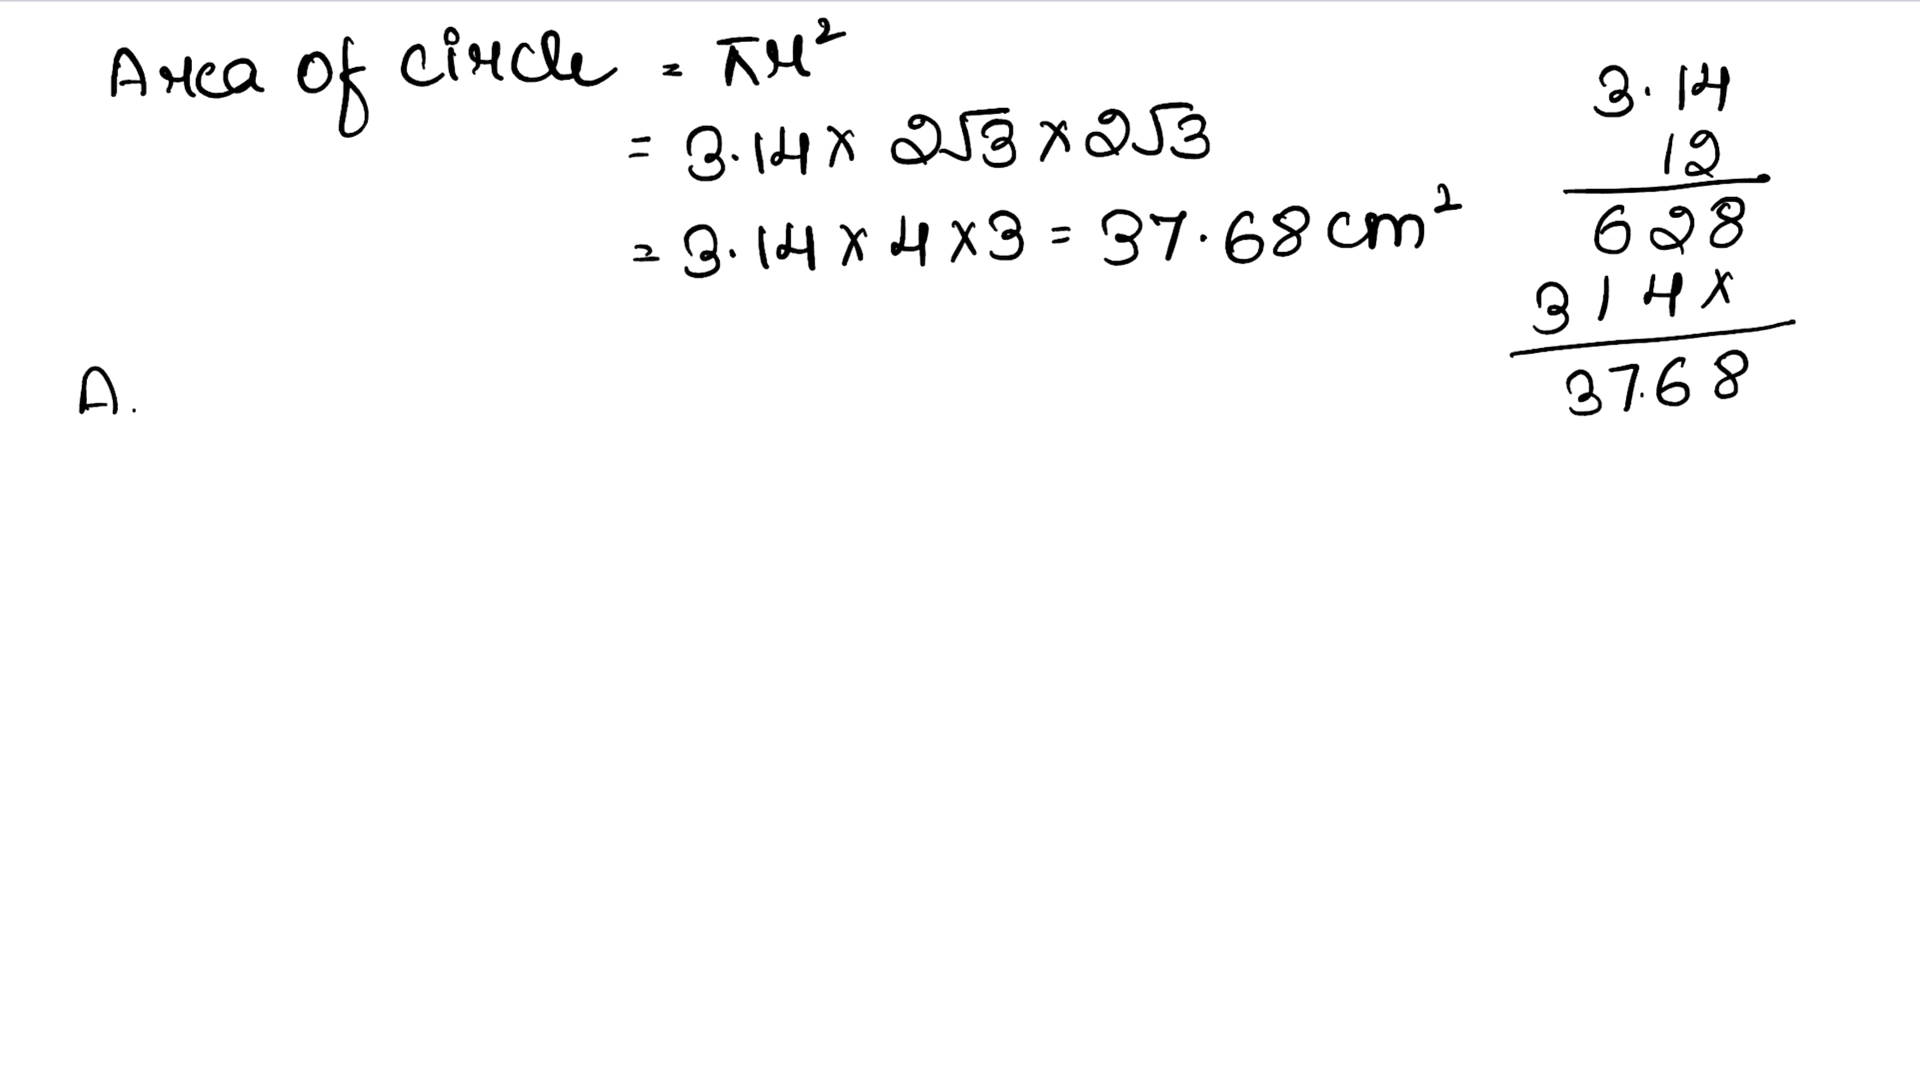 Area of circle = πr²
= 3.14 × 2√3 × 2√3
= 3.14 × 4 × 3 = 37.68 cm²
A.
3.14
12
628
314×
37.68